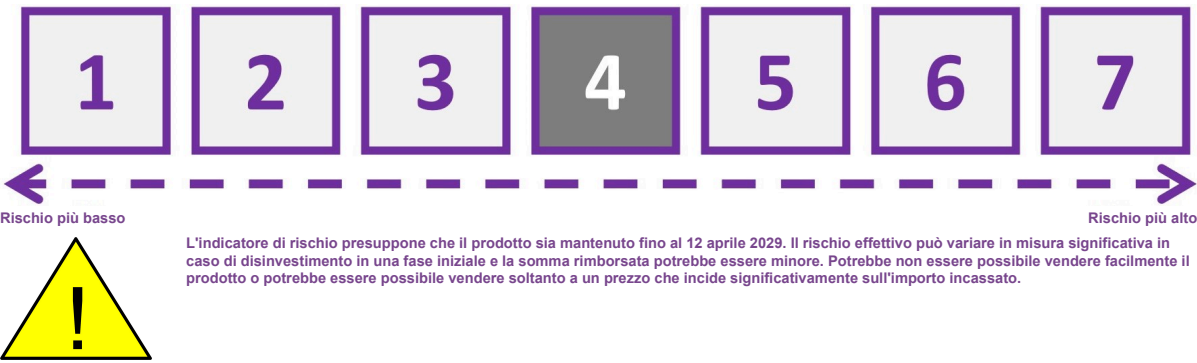 1 2 3 4 5 6 7
Rischio più basso Rischio più alto
L'indicatore di rischio presuppone che il prodotto sia mantenuto fino al 12 aprile 2029. Il rischio effettivo può variare in misura significativa in
caso di disinvestimento in una fase iniziale e la somma rimborsata potrebbe essere minore. Potrebbe non essere possibile vendere facilmente il
prodotto o potrebbe essere possibile vendere soltanto a un prezzo che incide significativamente sull'importo incassato.
!